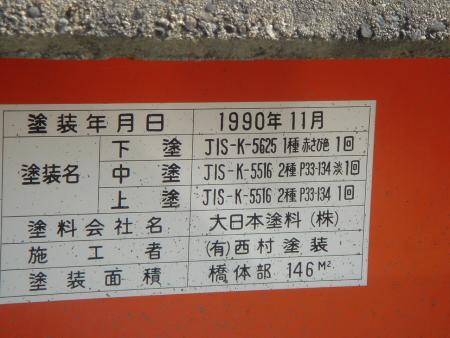 塗装年月日 1990年11月
塗装名 下塗 JIS-K-5625 1種赤さび色 1回
中塗 JIS-K-5516 2種 P33-134 淡 1回
上塗 JIS-K-5516 2種 P33-134 1回
塗料会社名 大日本塗料(株)
施工者 (有)西村塗装
塗装面積 橋体部 146M²